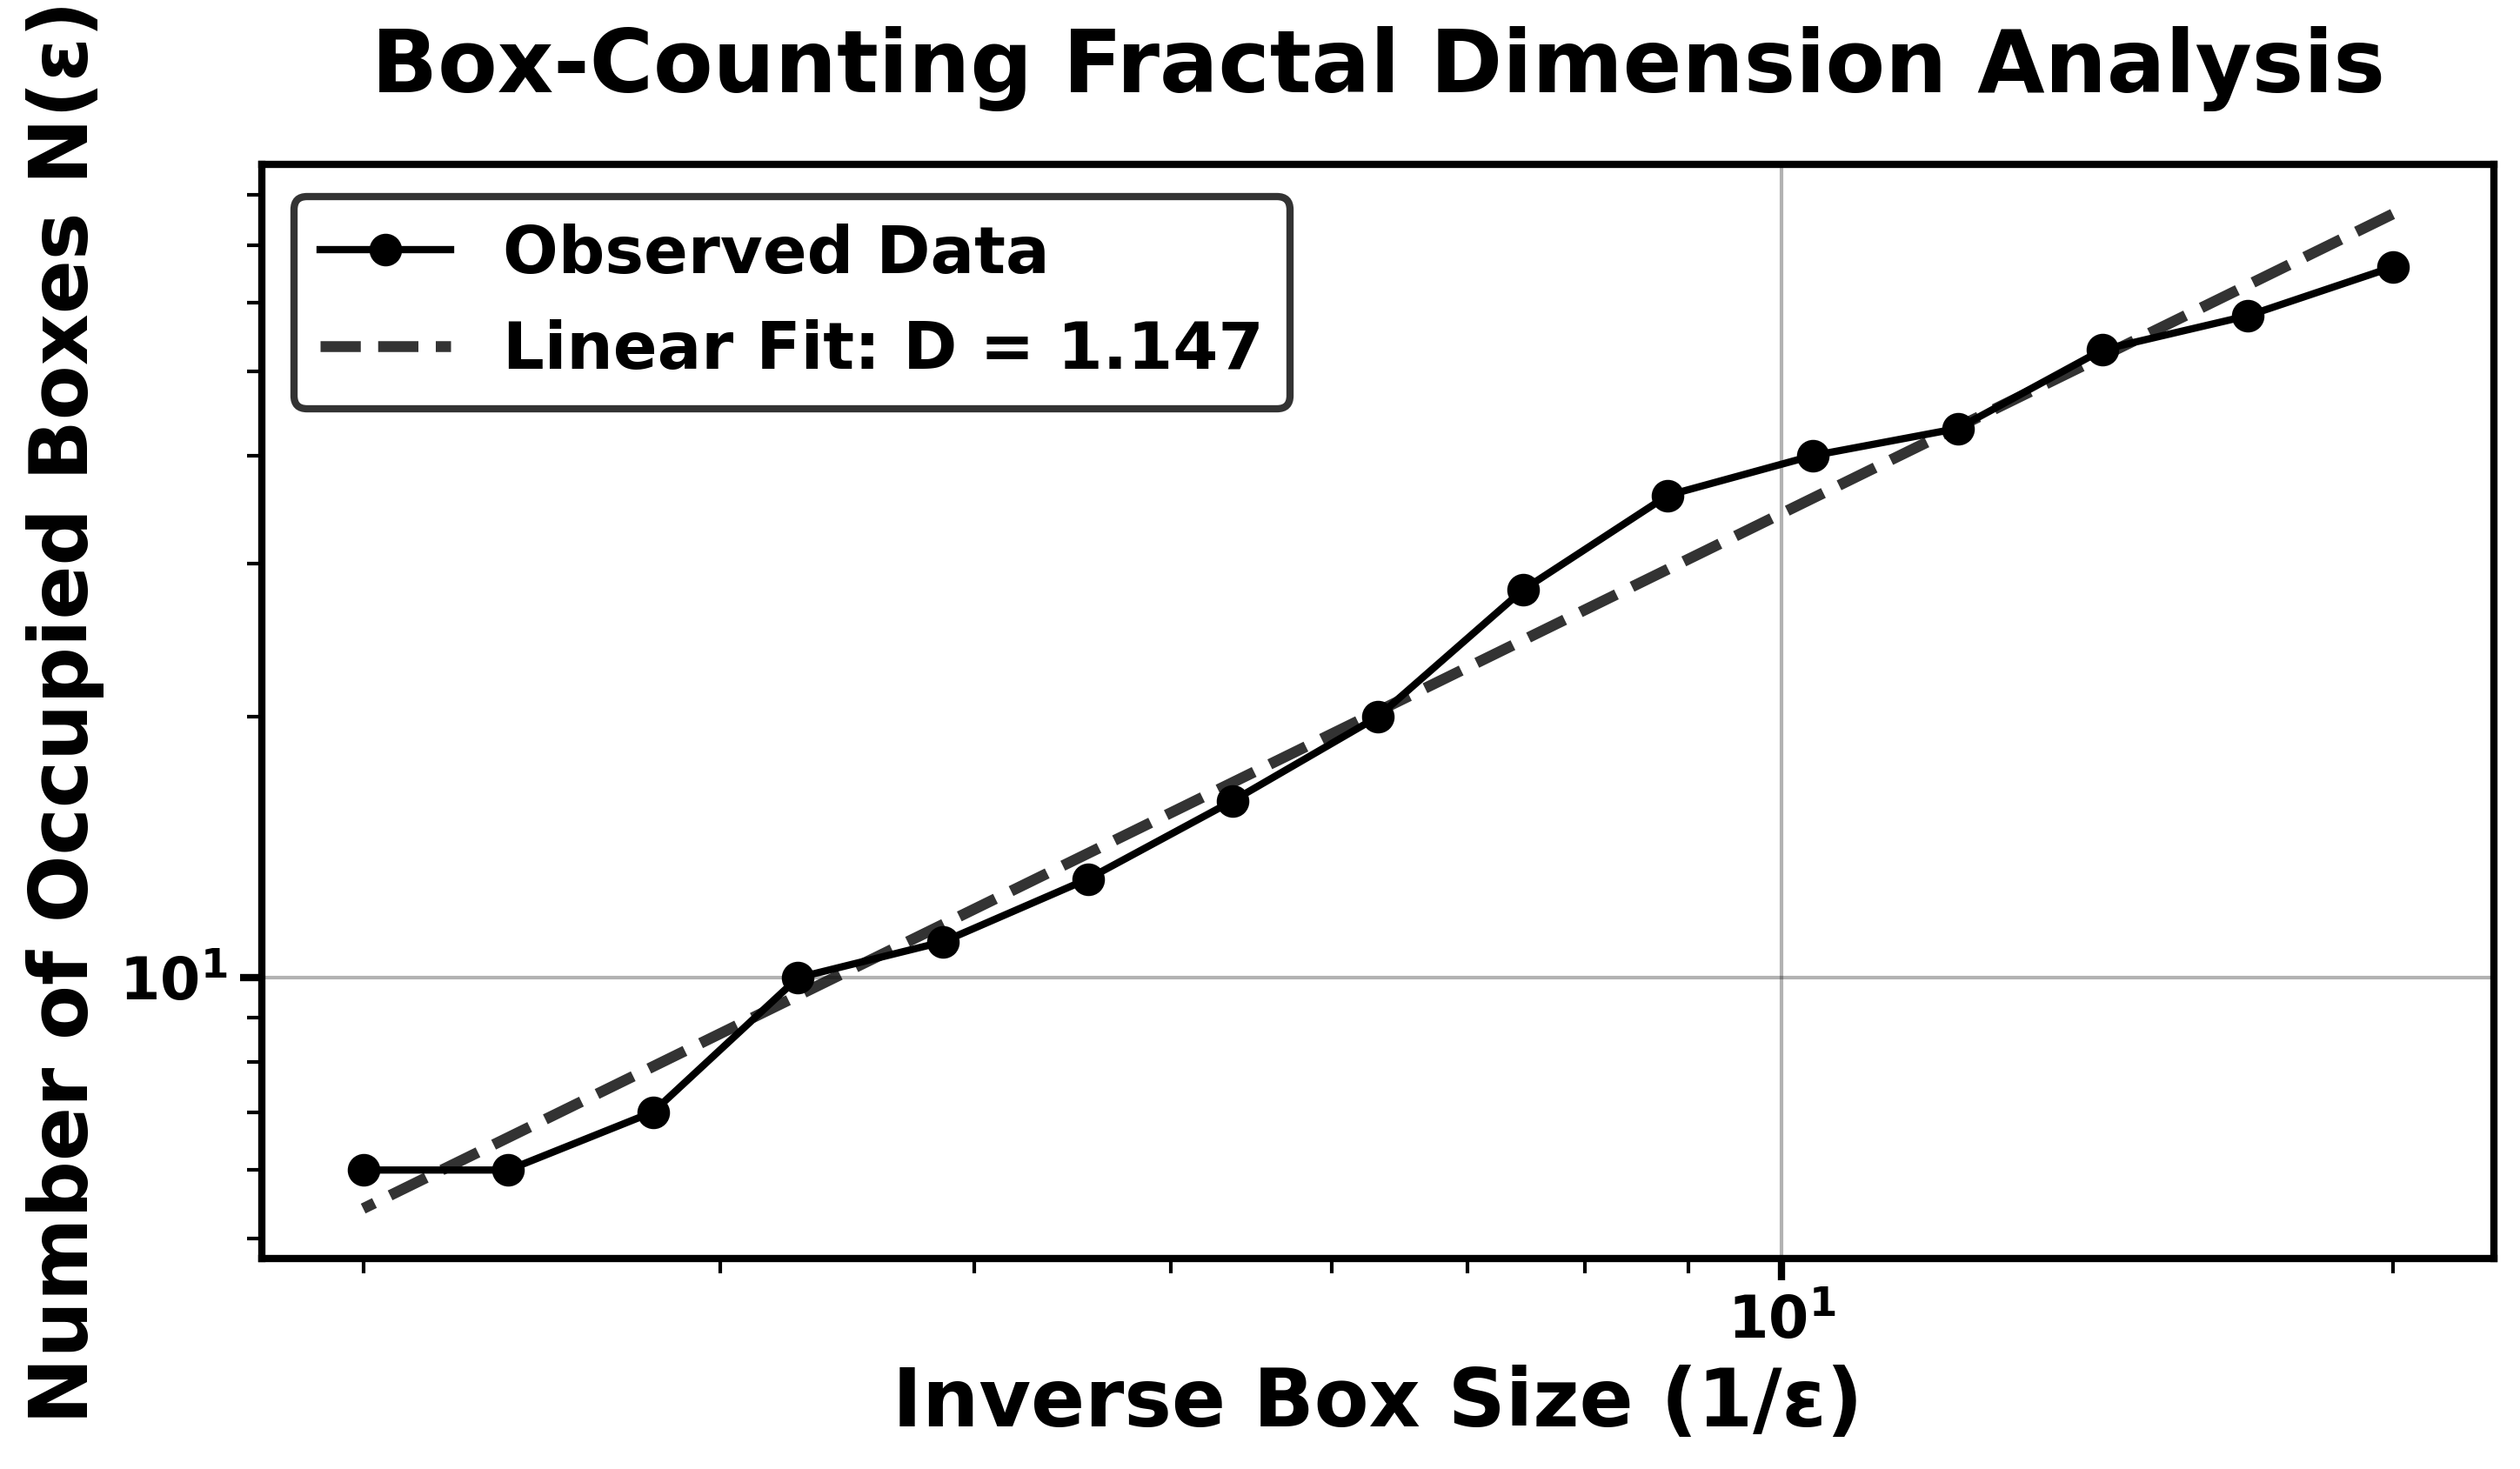 Box-Counting Fractal Dimension Analysis
Number of Occupied Boxes N(ε)
Observed Data
Linear Fit: D = 1.147
10¹
10¹
Inverse Box Size (1/ε)